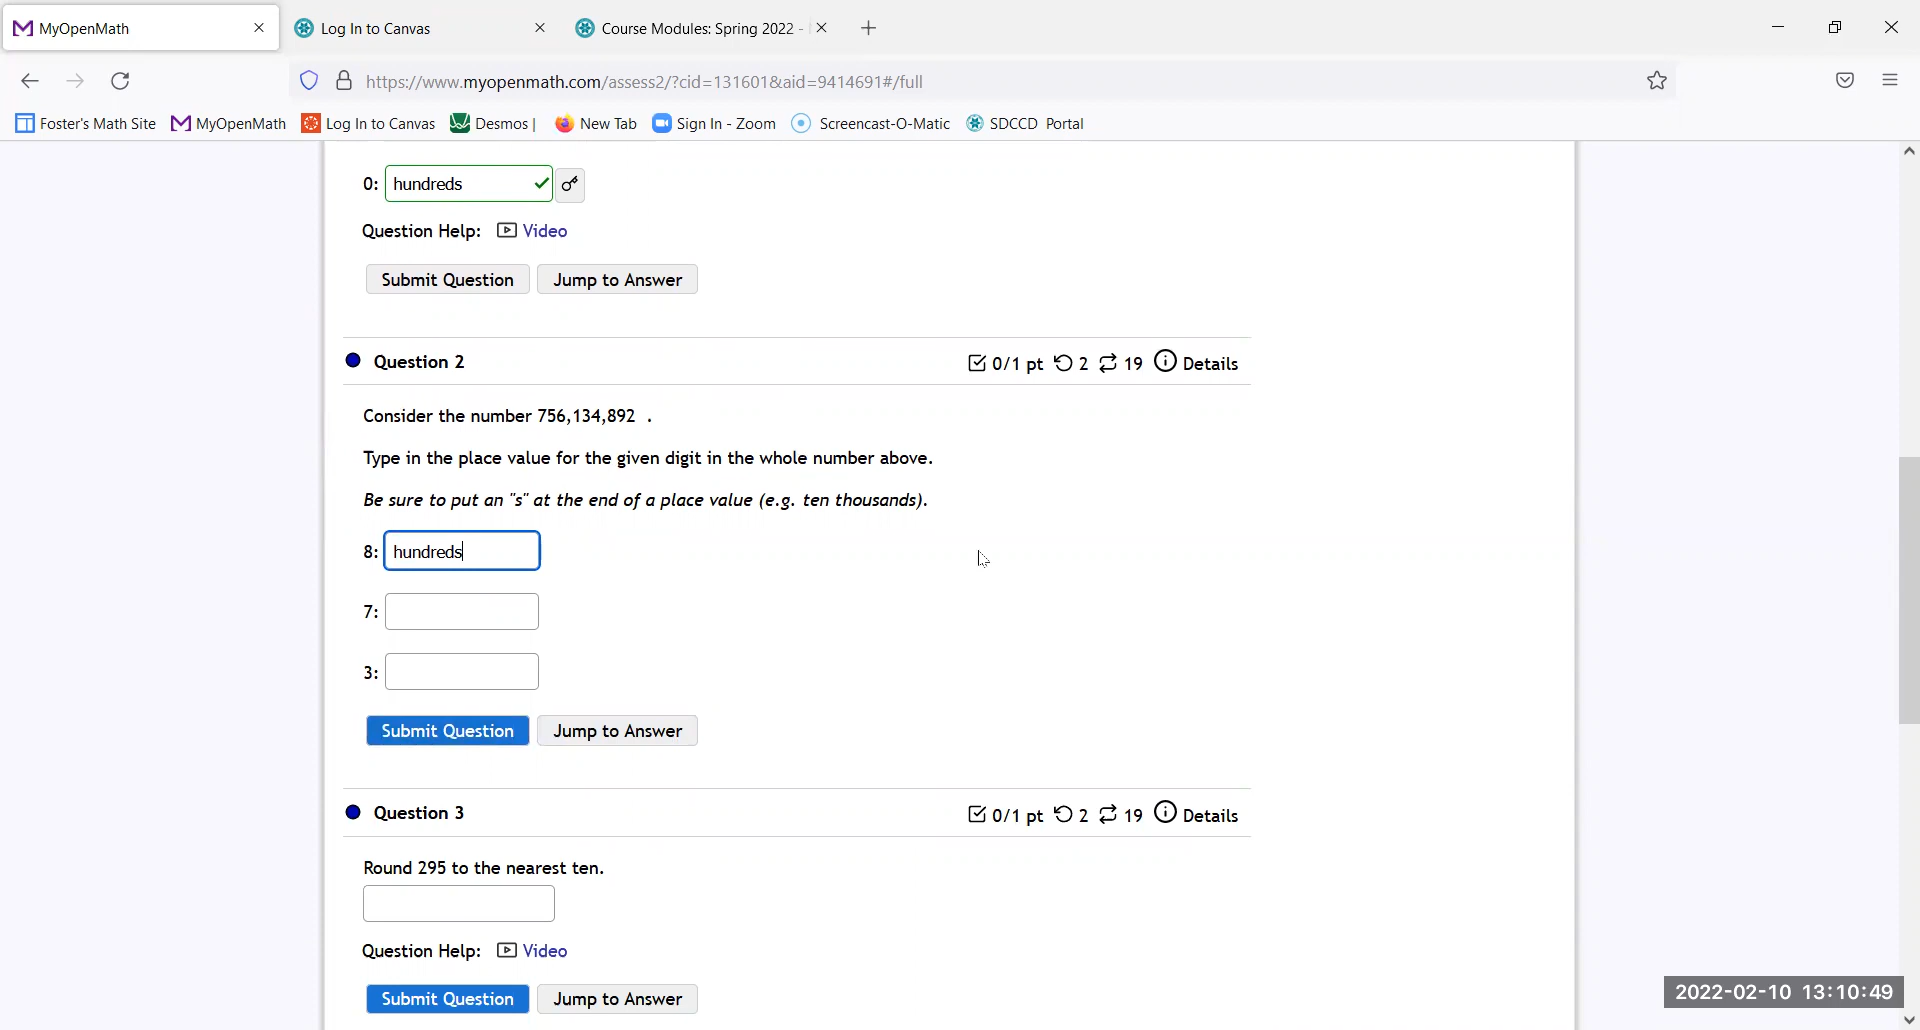 MyOpenMath
Log In to Canvas
Course Modules: Spring 2022 -
https://www.myopenmath.com/assess2/?cid=131601&aid=9414691#/full
Foster's Math Site MyOpenMath Log In to Canvas Desmos | New Tab Sign In - Zoom Screencast-O-Matic SDCCD Portal
0: hundreds
Question Help: Video
Submit Question Jump to Answer
Question 2 0/1 pt 2 19 Details
Consider the number 756,134,892 .
Type in the place value for the given digit in the whole number above.
Be sure to put an "s" at the end of a place value (e.g. ten thousands).
8: hundreds
7:
3:
Submit Question Jump to Answer
Question 3 0/1 pt 2 19 Details
Round 295 to the nearest ten.
Question Help: Video
Submit Question Jump to Answer
2022-02-10 13:10:49